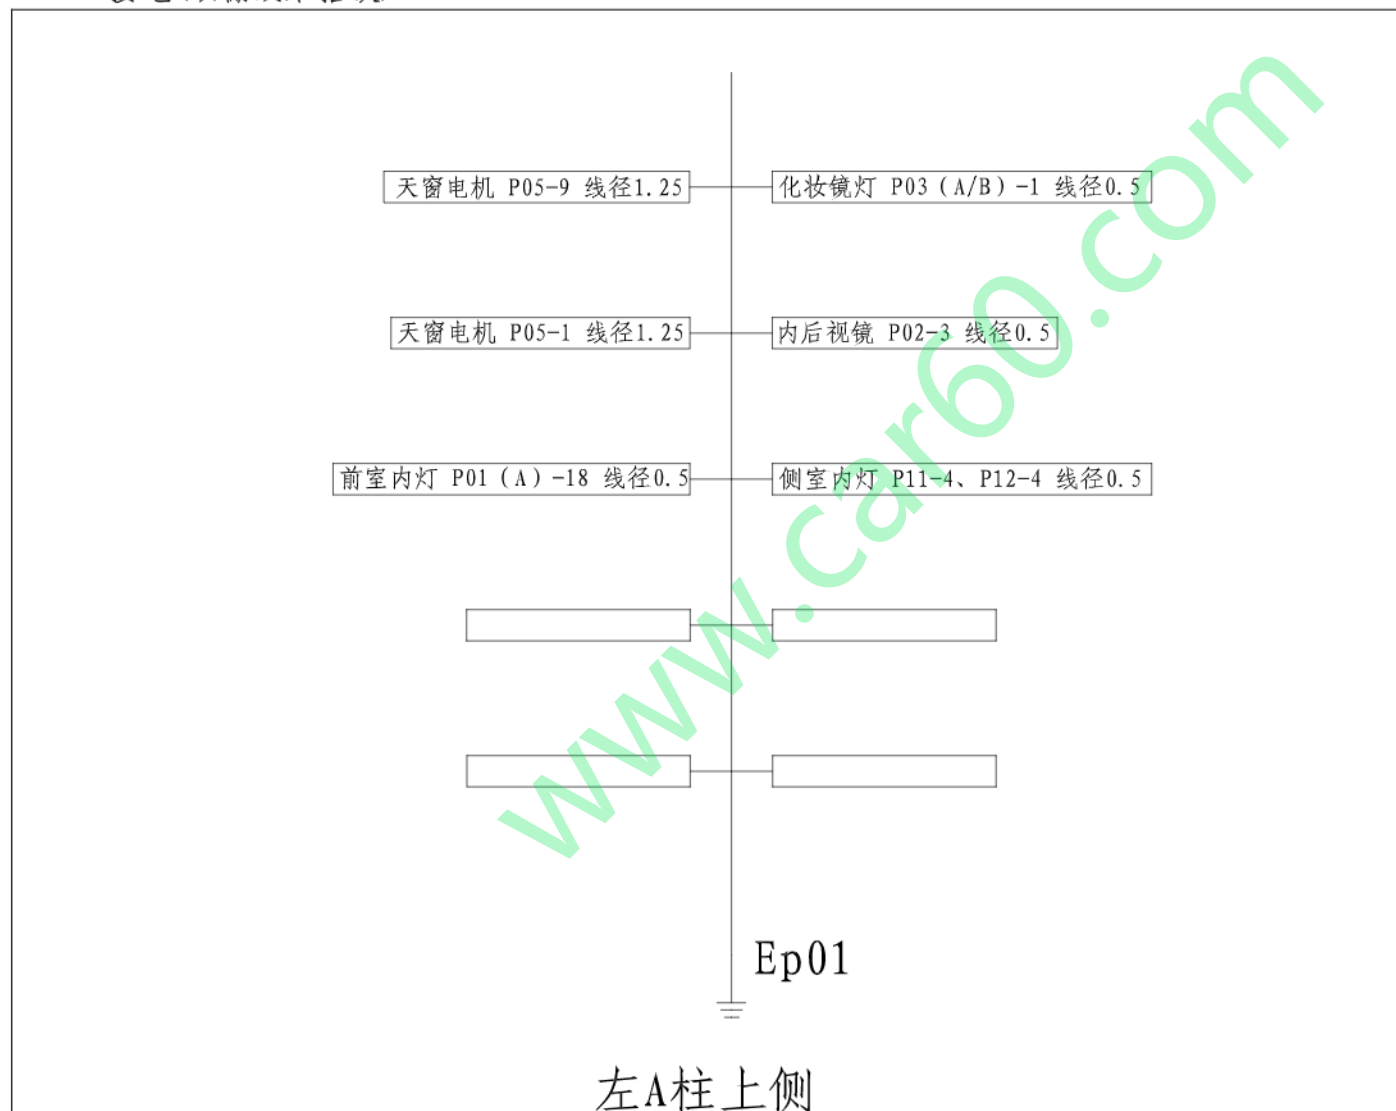 天窗电机 P05-9 线径1.25
化妆镜灯 P03（A/B）-1 线径0.5
天窗电机 P05-1 线径1.25
内后视镜 P02-3 线径0.5
前室内灯 P01（A）-18 线径0.5
侧室内灯 P11-4、P12-4 线径0.5
Ep01
左A柱上侧
www.car60.com